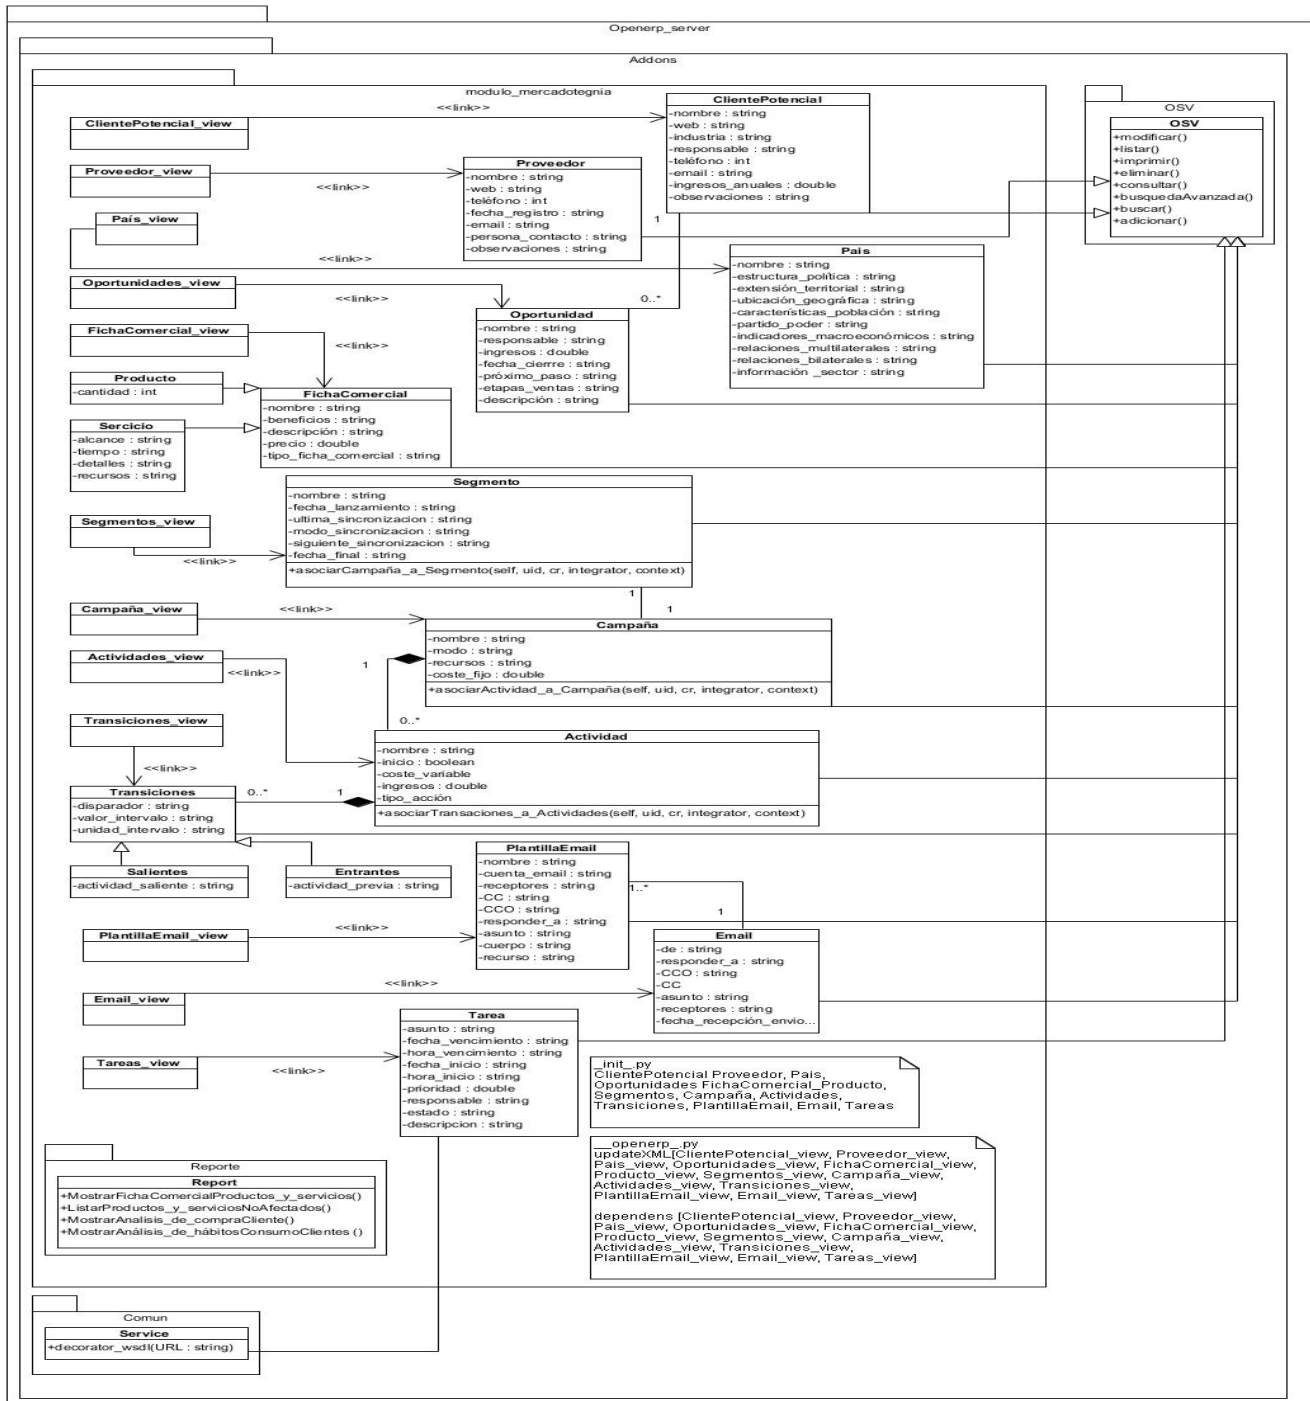 Openerp_server
Addons
modulo_mercadotegnia
<<link>>
ClientePotencial_view
ClientePotencial
-nombre : string
-web : string
-industria : string
-responsable : string
-teléfono : int
-email : string
-ingresos_anuales : double
-observaciones : string
OSV
OSV
+modificar()
+listar()
+imprimir()
+eliminar()
+consultar()
+busquedaAvanzada()
+buscar()
+adicionar()
Proveedor_view
<<link>>
Proveedor
-nombre : string
-web : string
-teléfono : int
-fecha_registro : string
-email : string
-persona_contacto : string
-observaciones : string
1
País_view
<<link>>
Pais
-nombre : string
-estructura_política : string
-extensión_territorial : string
-ubicación_geográfica : string
-características_población : string
-partido_poder : string
-indicadores_macroeconómicos : string
-relaciones_multilaterales : string
-relaciones_bilaterales : string
-información _sector : string
Oportunidades_view
<<link>>
0..*
Oportunidad
-nombre : string
-responsable : string
-ingresos : double
-fecha_cierrre : string
-próximo_paso : string
-etapas_ventas : string
-descripción : string
FichaComercial_view
<<link>>
Producto
-cantidad : int
FichaComercial
-nombre : string
-beneficios : string
-descripción : string
-precio : double
-tipo_ficha_comercial : string
Sercicio
-alcance : string
-tiempo : string
-detalles : string
-recursos : string
Segmento
-nombre : string
-fecha_lanzamiento : string
-ultima_sincronizacion : string
-modo_sincronizacion : string
-siguiente_sincronizacion : string
-fecha_final : string
+asociarCampaña_a_Segmento(self, uid, cr, integrator, context)
Segmentos_view
<<link>>
1
1
Campaña_view
<<link>>
Campaña
-nombre : string
-modo : string
-recursos : string
-coste_fijo : double
+asociarActividad_a_Campaña(self, uid, cr, integrator, context)
Actividades_view
<<link>>
1
0..*
Transiciones_view
<<link>>
Actividad
-nombre : string
-inicio : boolean
-coste_variable
-ingresos : double
-tipo_acción
+asociarTransaciones_a_Actividades(self, uid, cr, integrator, context)
Transiciones
-disparador : string
-valor_intervalo : string
-unidad_intervalo : string
0..*
1
Salientes
-actividad_saliente : string
Entrantes
-actividad_previa : string
PlantillaEmail
-nombre : string
-cuenta_email : string
-receptores : string
-CC : string
-CCO : string
-responder_a : string
-asunto : string
-cuerpo : string
-recurso : string
1..*
1
PlantillaEmail_view
<<link>>
Email
-de : string
-responder_a : string
-CCO : string
-CC
-asunto : string
-receptores : string
-fecha_recepción_envio...
Email_view
<<link>>
Tarea
-asunto : string
-fecha_vencimiento : string
-hora_vencimiento : string
-fecha_inicio : string
-hora_inicio : string
-prioridad : double
-responsable : string
-estado : string
-descripcion : string
Tareas_view
<<link>>
_init_.py
ClientePotencial Proveedor, Pais,
Oportunidades FichaComercial_Producto,
Segmentos, Campaña, Actividades,
Transiciones, PlantillaEmail, Email, Tareas
__openerp_.py
updateXML[ClientePotencial_view, Proveedor_view,
Pais_view, Oportunidades_view, FichaComercial_view,
Producto_view, Segmentos_view, Campaña_view,
Actividades_view, Transiciones_view,
PlantillaEmail_view, Email_view, Tareas_view]
dependens [ClientePotencial_view, Proveedor_view,
Pais_view, Oportunidades_view, FichaComercial_view,
Producto_view, Segmentos_view, Campaña_view,
Actividades_view, Transiciones_view,
PlantillaEmail_view, Email_view, Tareas_view]
Reporte
Report
+MostrarFichaComercialProductos_y_servicios()
+ListarProductos_y_serviciosNoAfectados()
+MostrarAnalisis_de_compraCliente()
+MostrarAnálisis_de_hábitosConsumoClientes ()
Comun
Service
+decorator_wsdl(URL : string)